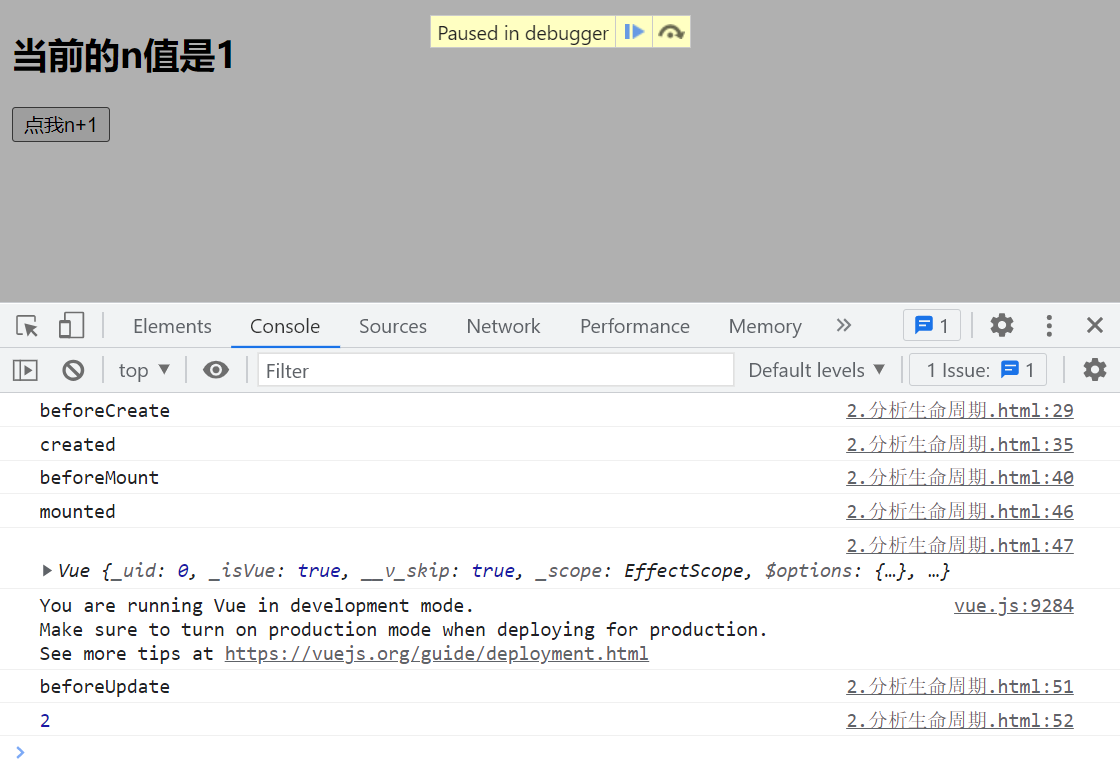 Paused in debugger
当前的n值是1
点我n+1
Elements Console Sources Network Performance Memory 1
top Filter Default levels 1 Issue: 1
beforeCreate 2.分析生命周期.html:29
created 2.分析生命周期.html:35
beforeMount 2.分析生命周期.html:40
mounted 2.分析生命周期.html:46
2.分析生命周期.html:47
Vue {_uid: 0, _isVue: true, __v_skip: true, _scope: EffectScope, $options: {…}, …}
You are running Vue in development mode. vue.js:9284
Make sure to turn on production mode when deploying for production.
See more tips at https://vuejs.org/guide/deployment.html
beforeUpdate 2.分析生命周期.html:51
2 2.分析生命周期.html:52